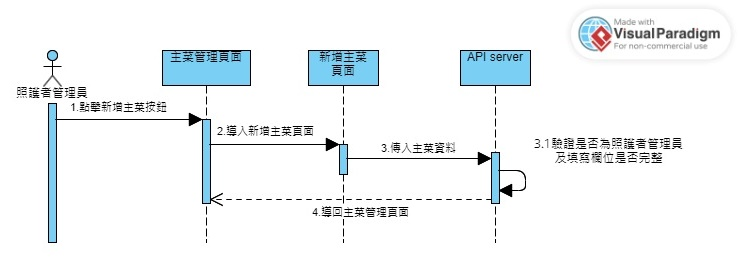 Made with
Visual Paradigm
For non-commercial use
照護者管理員
主菜管理頁面
新增主菜
頁面
API server
1.點擊新增主菜按鈕
2.導入新增主菜頁面
3.傳入主菜資料
3.1驗證是否為照護者管理員
及填寫欄位是否完整
4.導回主菜管理頁面